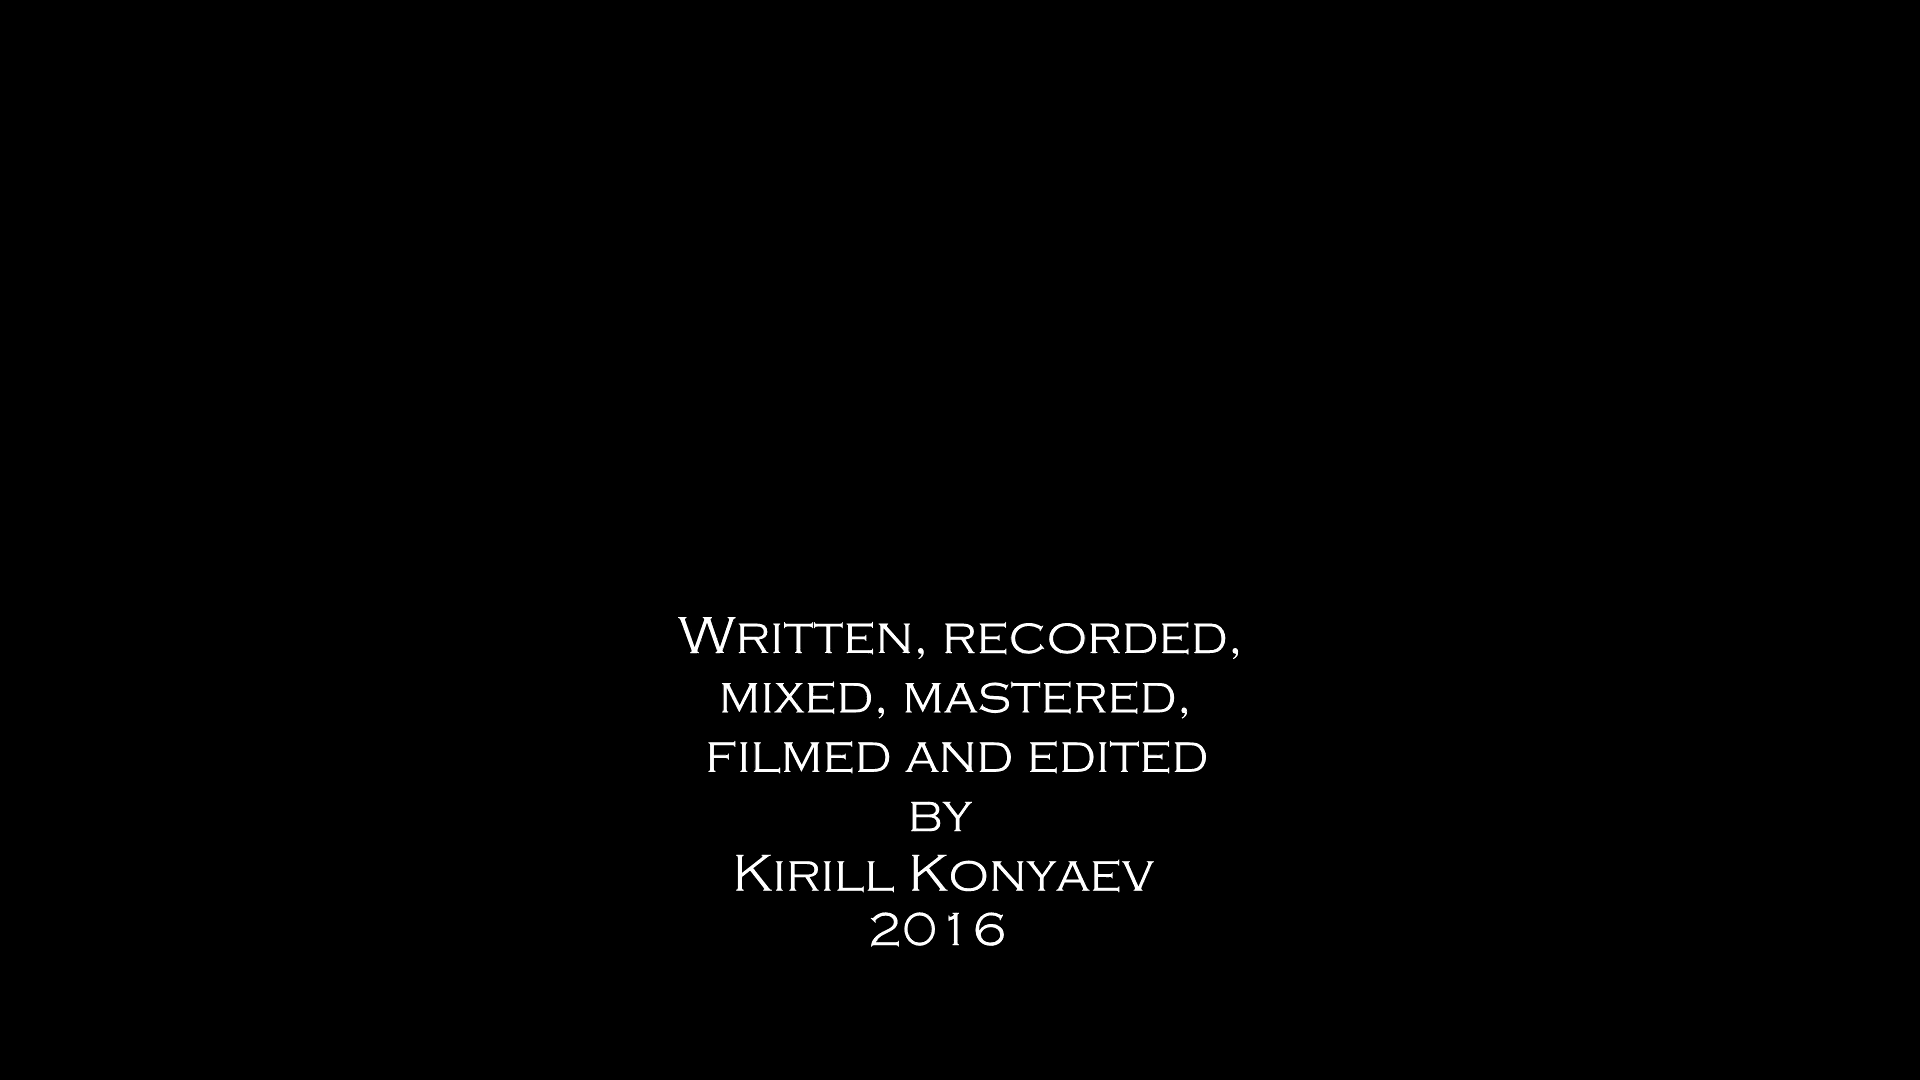 Written, recorded,
mixed, mastered,
filmed and edited
by
Kirill Konyaev
2016